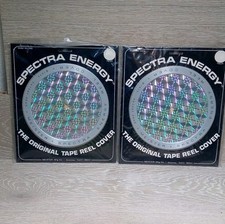 SPECTRA ENERGY
THE ORIGINAL TAPE REEL COVER
SPECTRA ENERGY
THE ORIGINAL TAPE REEL COVER